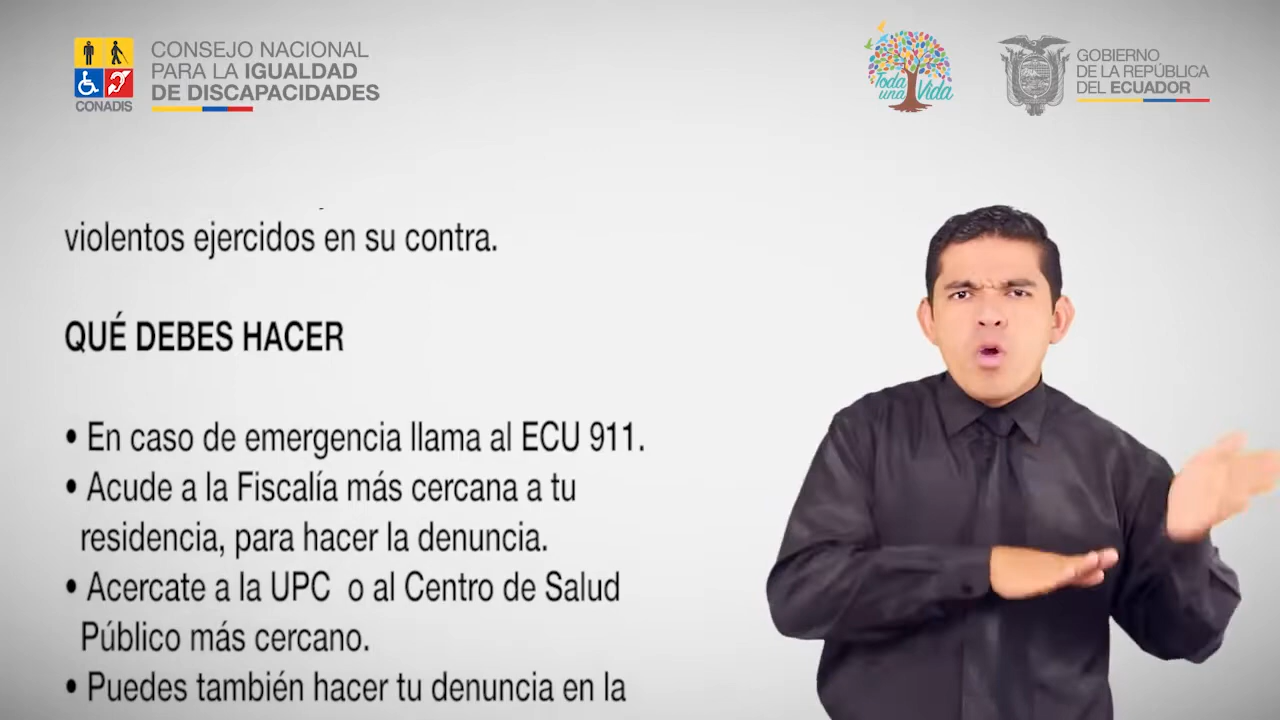 CONSEJO NACIONAL
PARA LA IGUALDAD
DE DISCAPACIDADES
CONADIS
Toda
una Vida
GOBIERNO
DE LA REPÚBLICA
DEL ECUADOR
violentos ejercidos en su contra.
QUÉ DEBES HACER
• En caso de emergencia llama al ECU 911.
• Acude a la Fiscalía más cercana a tu
residencia, para hacer la denuncia.
• Acercate a la UPC o al Centro de Salud
Público más cercano.
• Puedes también hacer tu denuncia en la